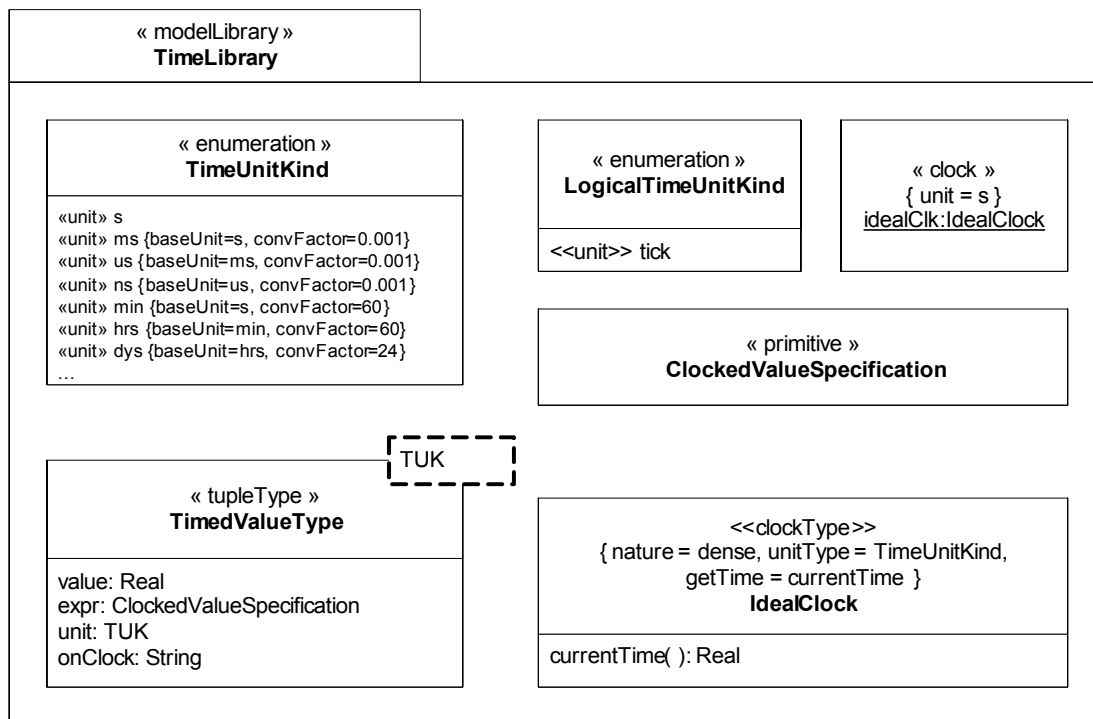 « modelLibrary »
TimeLibrary
« enumeration »
TimeUnitKind
«unit» s
«unit» ms {baseUnit=s, convFactor=0.001}
«unit» us {baseUnit=ms, convFactor=0.001}
«unit» ns {baseUnit=us, convFactor=0.001}
«unit» min {baseUnit=s, convFactor=60}
«unit» hrs {baseUnit=min, convFactor=60}
«unit» dys {baseUnit=hrs, convFactor=24}
...
« enumeration »
LogicalTimeUnitKind
<<unit>> tick
« clock »
{ unit = s }
idealClk:IdealClock
« primitive »
ClockedValueSpecification
TUK
« tupleType »
TimedValueType
value: Real
expr: ClockedValueSpecification
unit: TUK
onClock: String
<<clockType>>
{ nature = dense, unitType = TimeUnitKind,
getTime = currentTime }
IdealClock
currentTime( ): Real